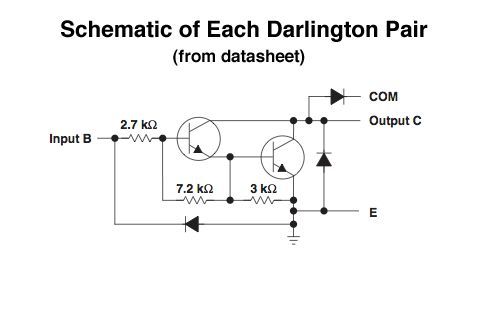 Schematic of Each Darlington Pair
(from datasheet)
COM
2.7 kΩ
Output C
Input B
7.2 kΩ
3 kΩ
E